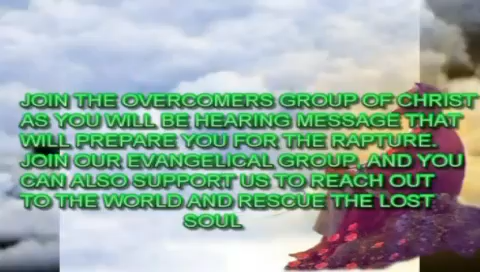 JOIN THE OVERCOMERS GROUP OF CHRIST
AS YOU WILL BE HEARING MESSAGE THAT
WILL PREPARE YOU FOR THE RAPTURE.
JOIN OUR EVANGELICAL GROUP,,AND YOU
CAN ALSO SUPPORT US TO REACH OUT
TO THE WORLD AND RESCUE THE LOST
SOUL